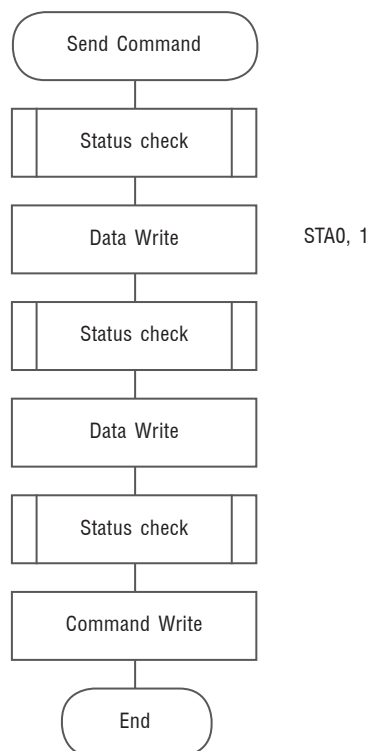 Send Command
Status check
Data Write
STA0, 1
Status check
Data Write
Status check
Command Write
End